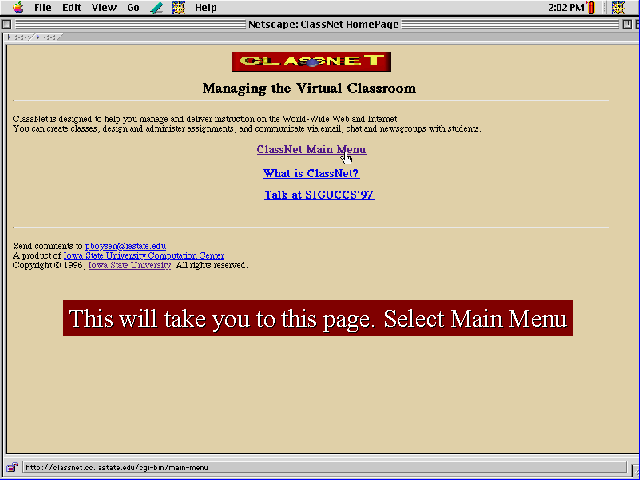 File Edit View Go Help 2:02 PM
Netscape: ClassNet HomePage
CLASSNET
Managing the Virtual Classroom
ClassNet is designed to help you manage and deliver instruction on the World-Wide Web and Internet.
You can create classes, design and administer assignments, and communicate via email, chat and newsgroups with students.
ClassNet Main Menu
What is ClassNet?
Talk at SIGUCCS'97
Send comments to pboysen@iastate.edu
A product of Iowa State University Computation Center
Copyright © 1996, Iowa State University. All rights reserved.
This will take you to this page. Select Main Menu
http://classnet.cc.iastate.edu/cgi-bin/main-menu